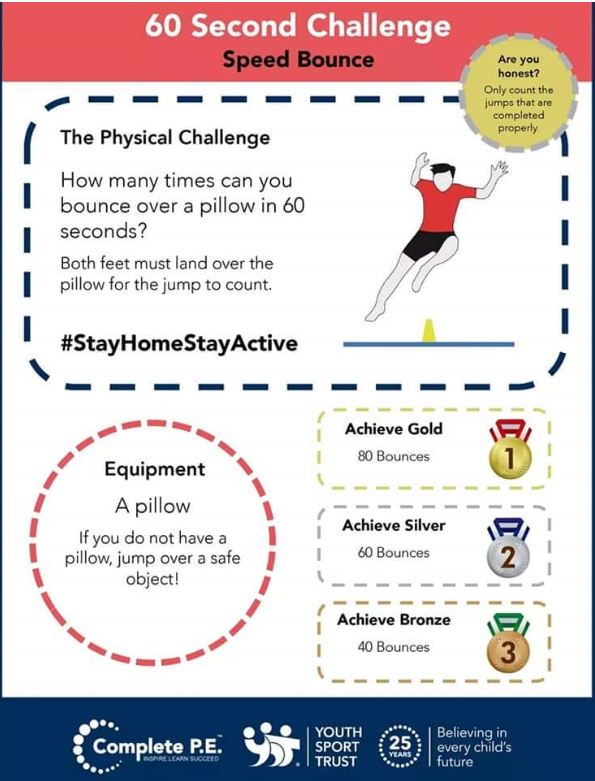 60 Second Challenge
Speed Bounce
Are you
honest?
Only count the
jumps that are
completed
properly.
The Physical Challenge
How many times can you
bounce over a pillow in 60
seconds?
Both feet must land over the
pillow for the jump to count.
#StayHomeStayActive
Equipment
A pillow
If you do not have a
pillow, jump over a safe
object!
Achieve Gold
80 Bounces
1
Achieve Silver
60 Bounces
2
Achieve Bronze
40 Bounces
3
Complete P.E.™
INSPIRE LEARN SUCCEED
YOUTH
SPORT
TRUST
25
YEARS
Believing in
every child's
future